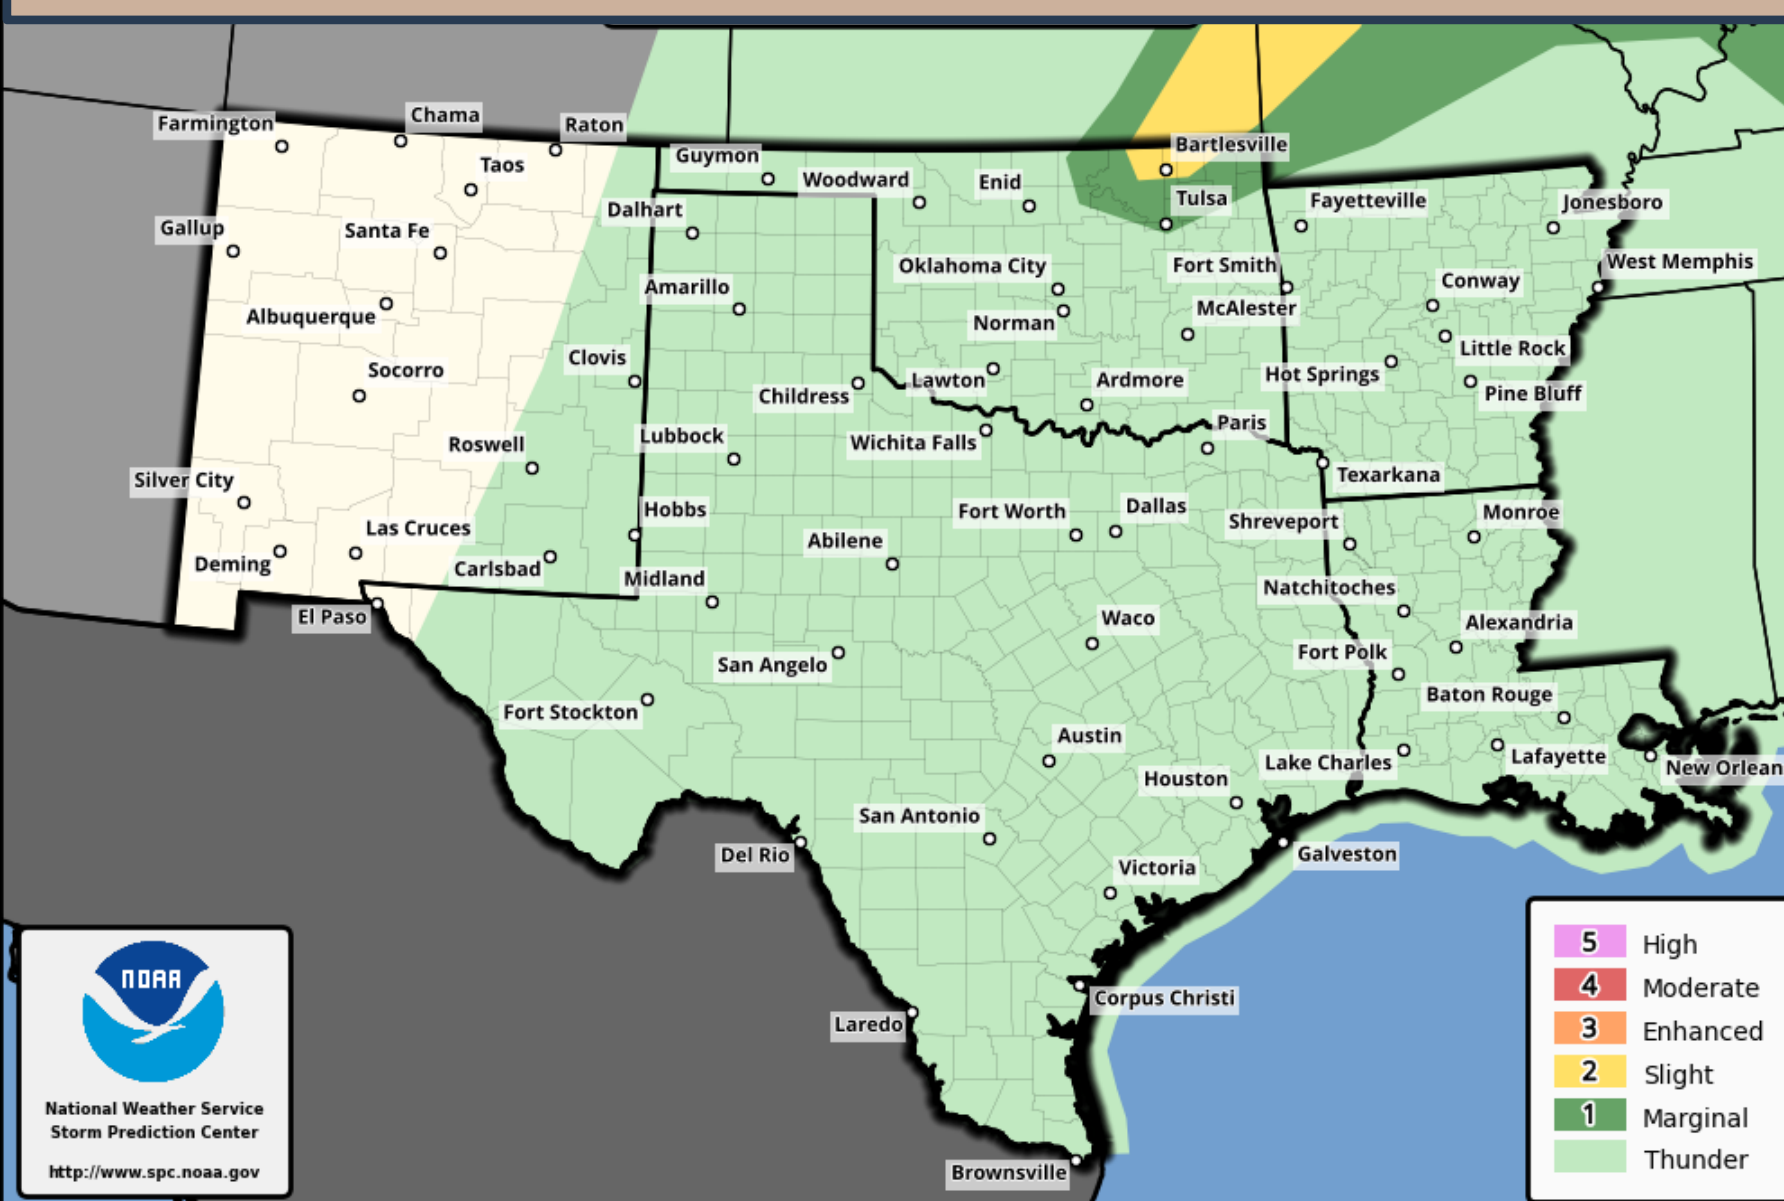 Farmington
Chama
Raton
Taos
Gallup
Santa Fe
Albuquerque
Socorro
Clovis
Roswell
Silver City
Las Cruces
Hobbs
Deming
Carlsbad
El Paso
Guymon
Woodward
Enid
Bartlesville
Tulsa
Dalhart
Fayetteville
Jonesboro
Oklahoma City
Fort Smith
West Memphis
Amarillo
Conway
Norman
McAlester
Little Rock
Childress
Lawton
Ardmore
Hot Springs
Pine Bluff
Lubbock
Wichita Falls
Paris
Texarkana
Fort Worth
Dallas
Shreveport
Monroe
Abilene
Midland
Natchitoches
Waco
Alexandria
San Angelo
Fort Polk
Fort Stockton
Baton Rouge
Austin
Lake Charles
Lafayette
New Orlean
Houston
San Antonio
Del Rio
Galveston
Victoria
Corpus Christi
Laredo
Brownsville
NOAA
National Weather Service
Storm Prediction Center
http://www.spc.noaa.gov
5 High
4 Moderate
3 Enhanced
2 Slight
1 Marginal
Thunder